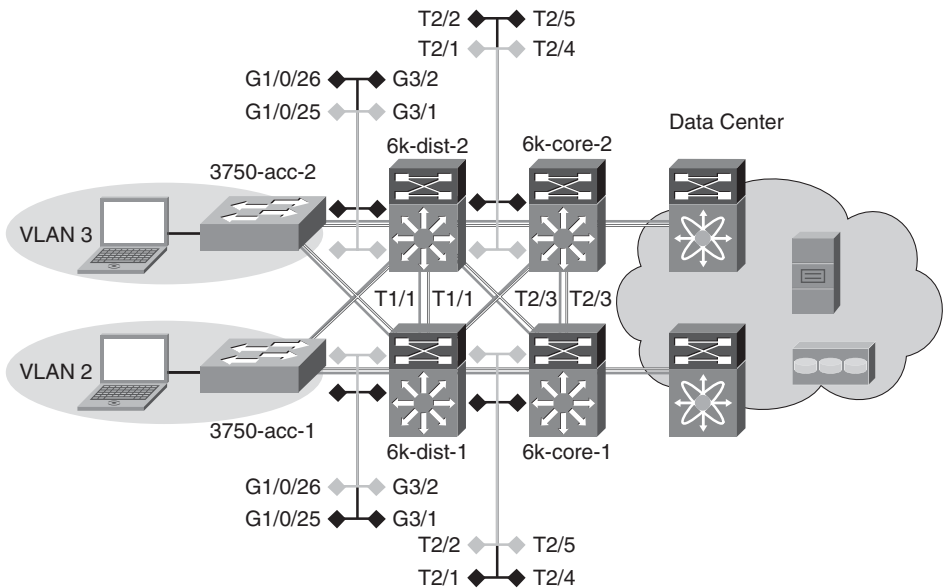 T2/2 T2/5
T2/1 T2/4
G1/0/26 G3/2
G1/0/25 G3/1
Data Center
6k-dist-2 6k-core-2
3750-acc-2
VLAN 3
T1/1 T1/1 T2/3 T2/3
VLAN 2
3750-acc-1
6k-dist-1 6k-core-1
G1/0/26 G3/2
G1/0/25 G3/1
T2/2 T2/5
T2/1 T2/4